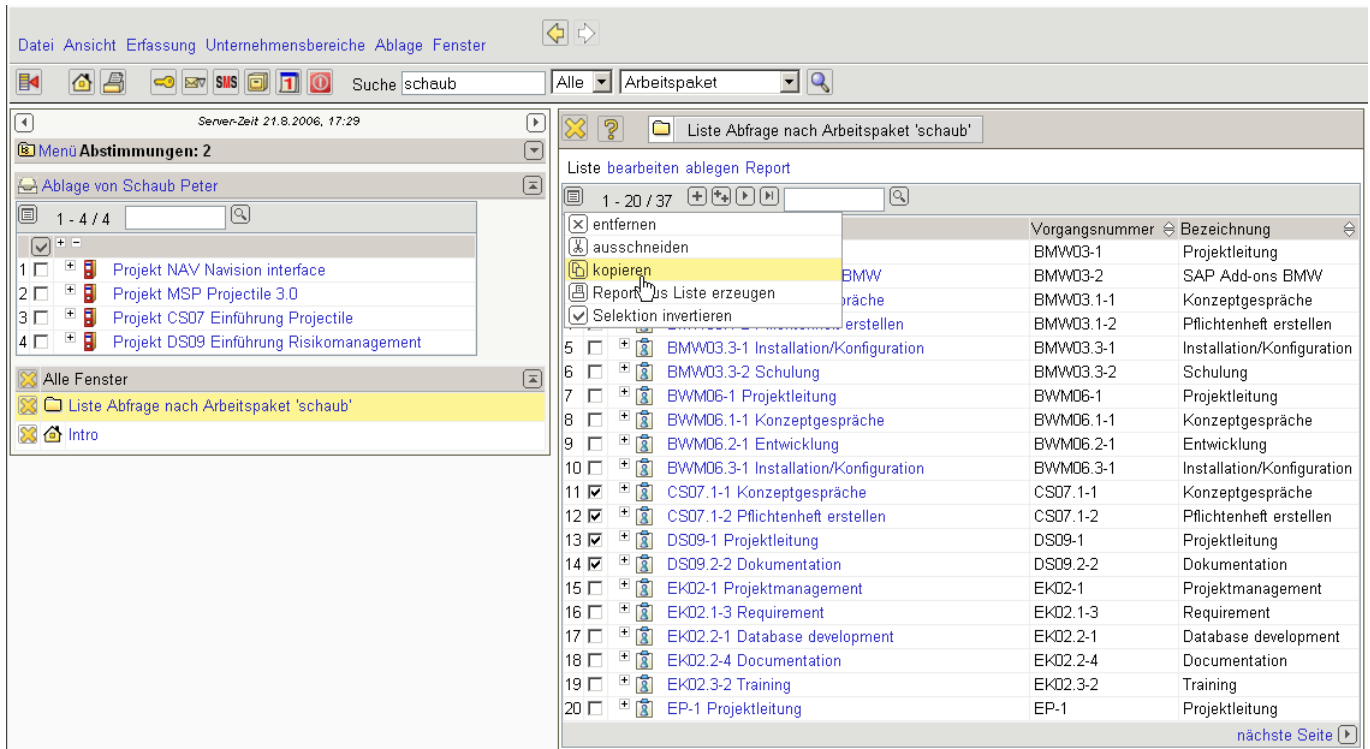 Datei Ansicht Erfassung Unternehmensbereiche Ablage Fenster
SMS 1 Suche schaub Alle Arbeitspaket
Server-Zeit 21.8.2006, 17:29
Menü Abstimmungen: 2
Ablage von Schaub Peter
1 - 4 / 4
1 Projekt NAV Navision interface
2 Projekt MSP Projectile 3.0
3 Projekt CS07 Einführung Projectile
4 Projekt DS09 Einführung Risikomanagement
Alle Fenster
Liste Abfrage nach Arbeitspaket 'schaub'
Intro
? Liste Abfrage nach Arbeitspaket 'schaub'
Liste bearbeiten ablegen Report
1 - 20 / 37
entfernen
ausschneiden
kopieren
Report aus Liste erzeugen
Selektion invertieren
Vorgangsnummer Bezeichnung
BMW03-1 Projektleitung
BMW BMW03-2 SAP Add-ons BMW
BMW03.1-1 Konzeptgespräche
erstellen BMW03.1-2 Pflichtenheft erstellen
5 BMW03.3-1 Installation/Konfiguration BMW03.3-1 Installation/Konfiguration
6 BMW03.3-2 Schulung BMW03.3-2 Schulung
7 BWM06-1 Projektleitung BWM06-1 Projektleitung
8 BWM06.1-1 Konzeptgespräche BWM06.1-1 Konzeptgespräche
9 BWM06.2-1 Entwicklung BWM06.2-1 Entwicklung
10 BWM06.3-1 Installation/Konfiguration BWM06.3-1 Installation/Konfiguration
11 CS07.1-1 Konzeptgespräche CS07.1-1 Konzeptgespräche
12 CS07.1-2 Pflichtenheft erstellen CS07.1-2 Pflichtenheft erstellen
13 DS09-1 Projektleitung DS09-1 Projektleitung
14 DS09.2-2 Dokumentation DS09.2-2 Dokumentation
15 EK02-1 Projektmanagement EK02-1 Projektmanagement
16 EK02.1-3 Requirement EK02.1-3 Requirement
17 EK02.2-1 Database development EK02.2-1 Database development
18 EK02.2-4 Documentation EK02.2-4 Documentation
19 EK02.3-2 Training EK02.3-2 Training
20 EP-1 Projektleitung EP-1 Projektleitung
nächste Seite